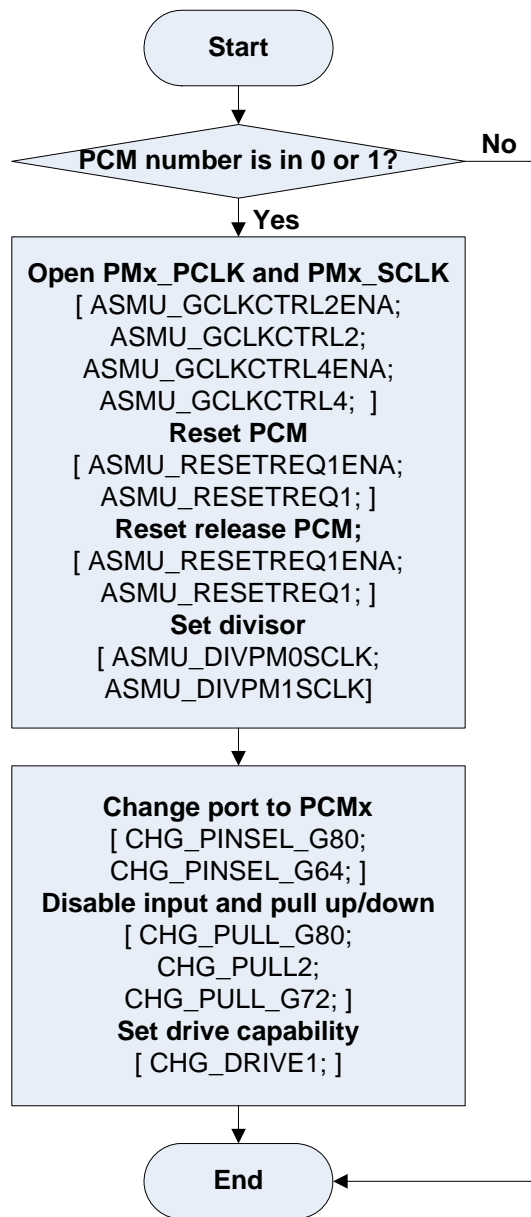 Start
PCM number is in 0 or 1?
No
Yes
Open PMx_PCLK and PMx_SCLK
[ ASMU_GCLKCTRL2ENA;
ASMU_GCLKCTRL2;
ASMU_GCLKCTRL4ENA;
ASMU_GCLKCTRL4; ]
Reset PCM
[ ASMU_RESETREQ1ENA;
ASMU_RESETREQ1; ]
Reset release PCM;
[ ASMU_RESETREQ1ENA;
ASMU_RESETREQ1; ]
Set divisor
[ ASMU_DIVPM0SCLK;
ASMU_DIVPM1SCLK]
Change port to PCMx
[ CHG_PINSEL_G80;
CHG_PINSEL_G64; ]
Disable input and pull up/down
[ CHG_PULL_G80;
CHG_PULL2;
CHG_PULL_G72; ]
Set drive capability
[ CHG_DRIVE1; ]
End